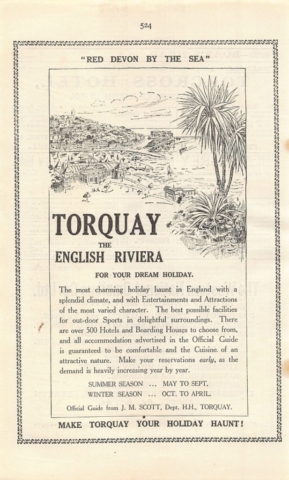 524
"RED DEVON BY THE SEA"
TORQUAY
THE
ENGLISH RIVIERA
FOR YOUR DREAM HOLIDAY.
The most charming holiday haunt in England with a
splendid climate, and with Entertainments and Attractions
of the most varied character. The best possible facilities
for out-door Sports in delightful surroundings. There
are over 500 Hotels and Boarding Houses to choose from,
and all accommodation advertised in the Official Guide
is guaranteed to be comfortable and the Cuisine of an
attractive nature. Make your reservations early, as the
demand is heavily increasing year by year.
SUMMER SEASON ... MAY TO SEPT.
WINTER SEASON ... OCT. TO APRIL.
Official Guide from J. M. SCOTT, Dept. H.H., TORQUAY.
MAKE TORQUAY YOUR HOLIDAY HAUNT!